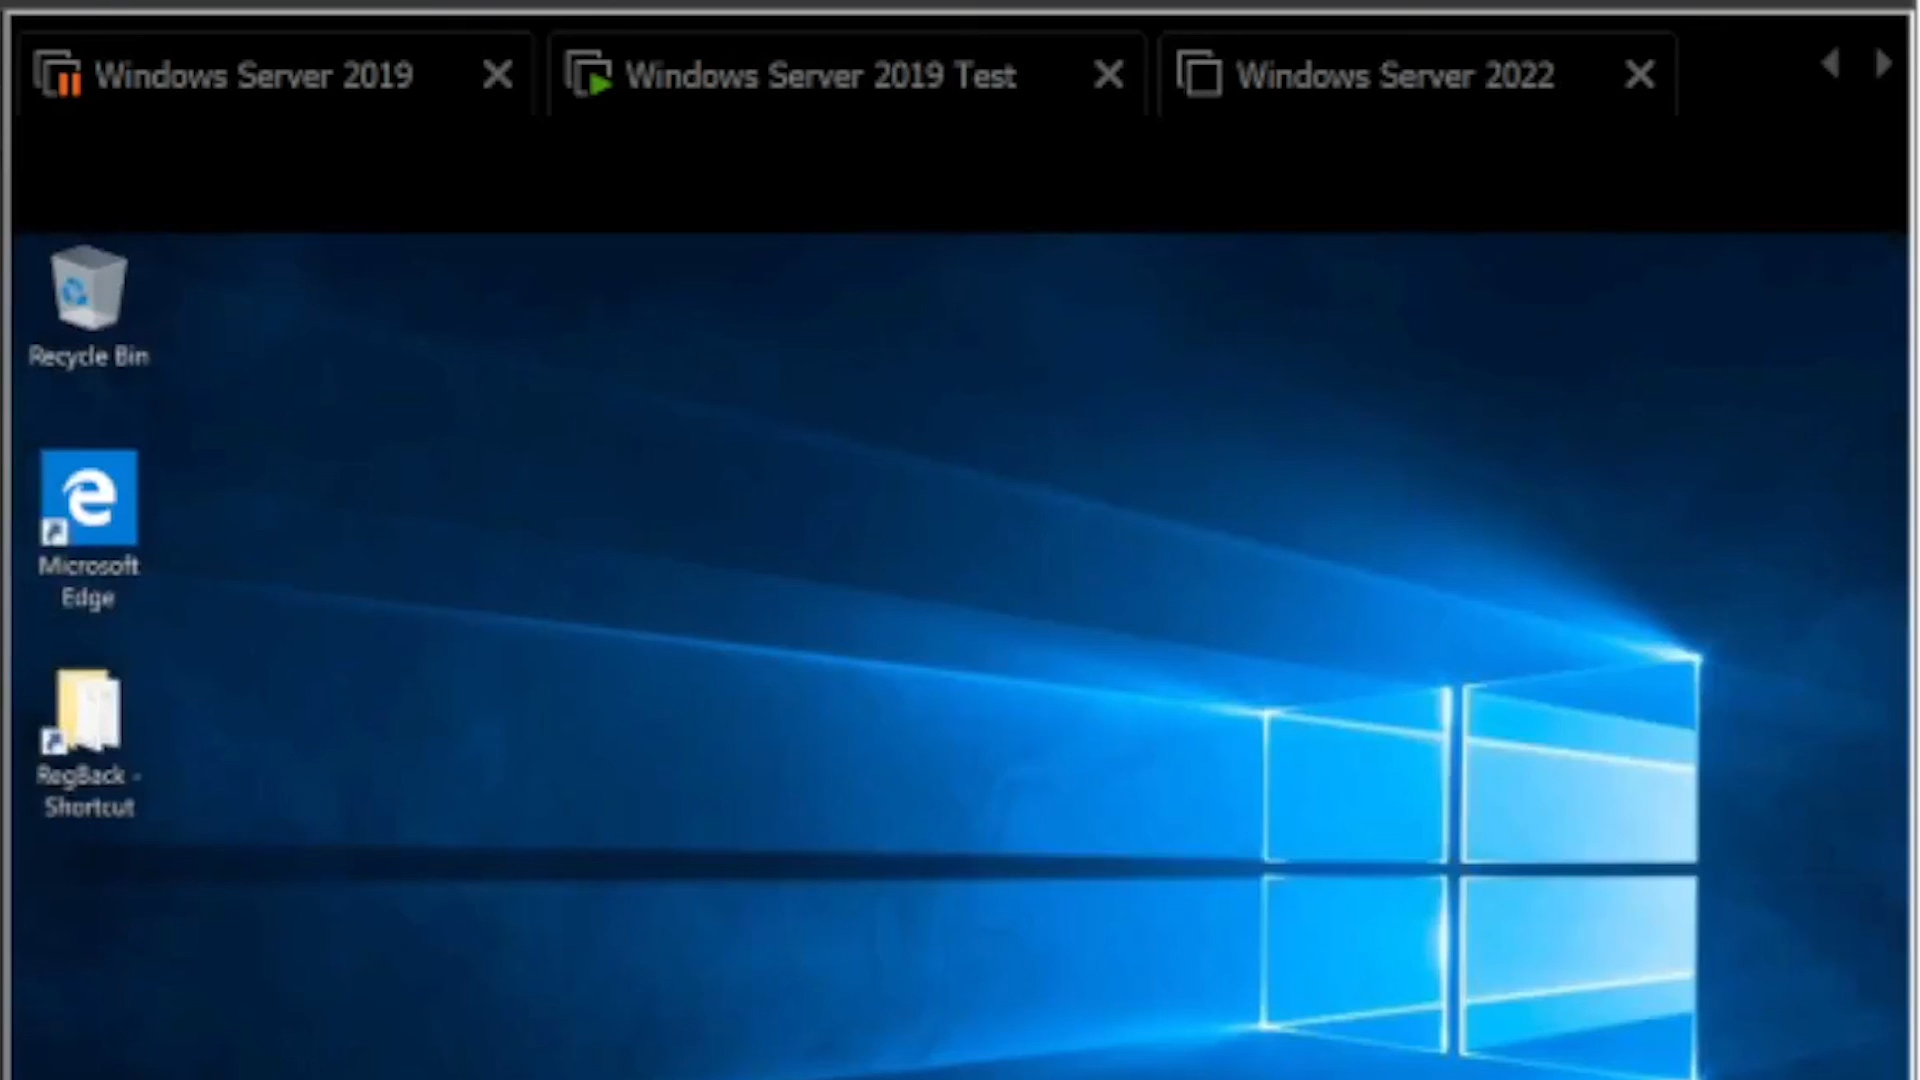 Windows Server 2019
Windows Server 2019 Test
Windows Server 2022
Recycle Bin
Microsoft
Edge
RegBack -
Shortcut